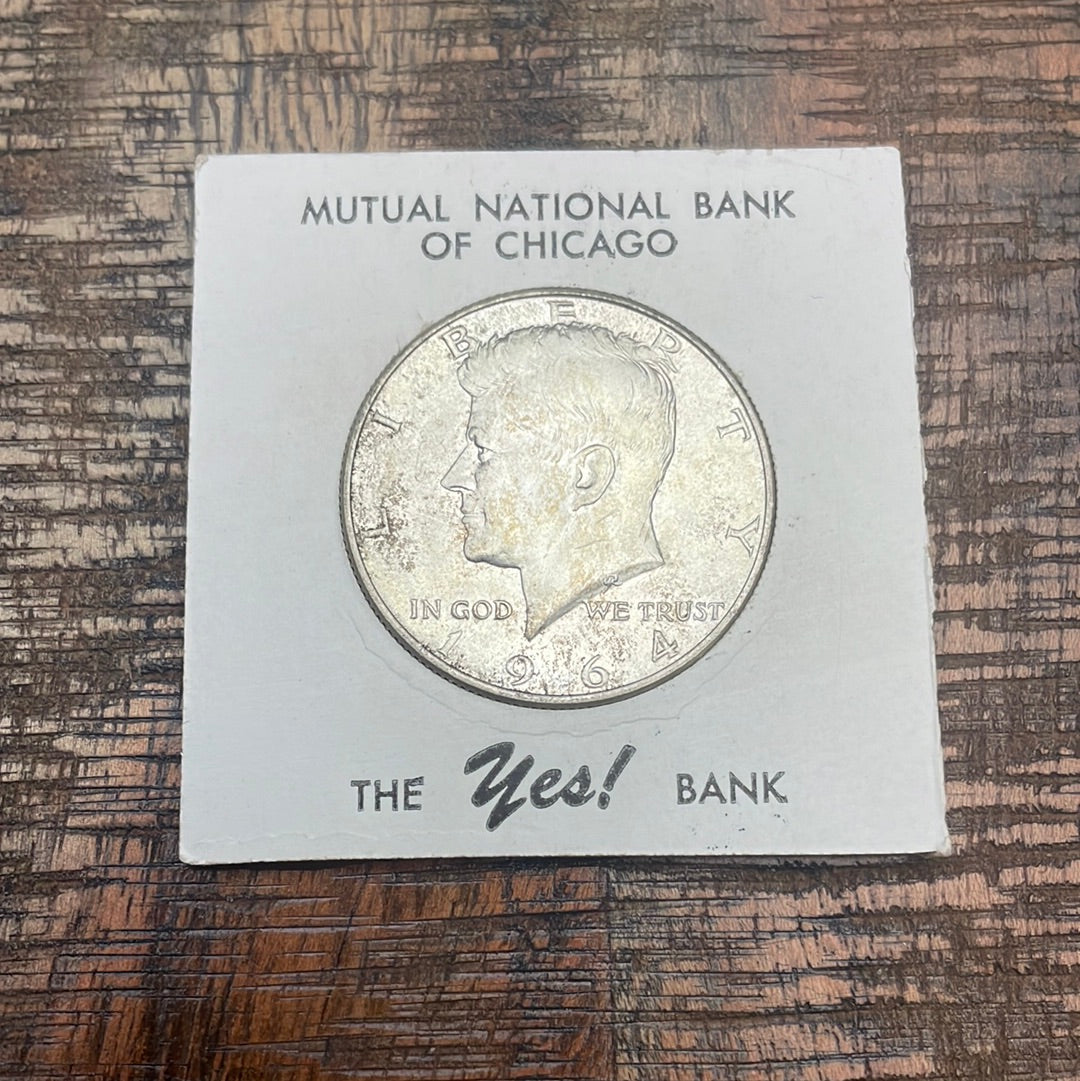 MUTUAL NATIONAL BANK
OF CHICAGO
LIBERTY
IN GOD WE TRUST
1964
THE Yes! BANK